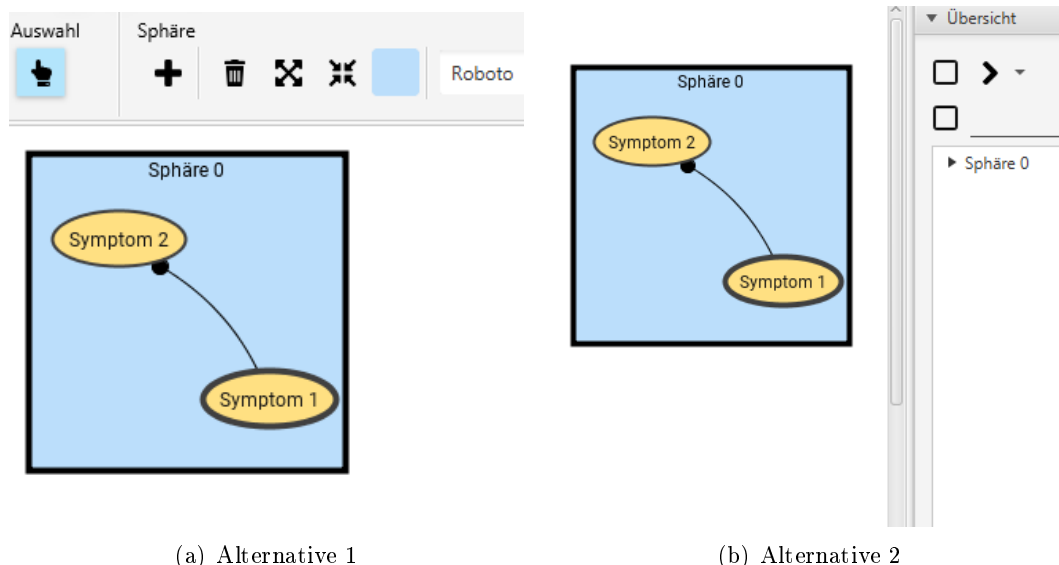 Auswahl
Sphäre
Roboto
Sphäre 0
Symptom 2
Symptom 1
(a) Alternative 1
Übersicht
Sphäre 0
Symptom 2
Symptom 1
Sphäre 0
(b) Alternative 2